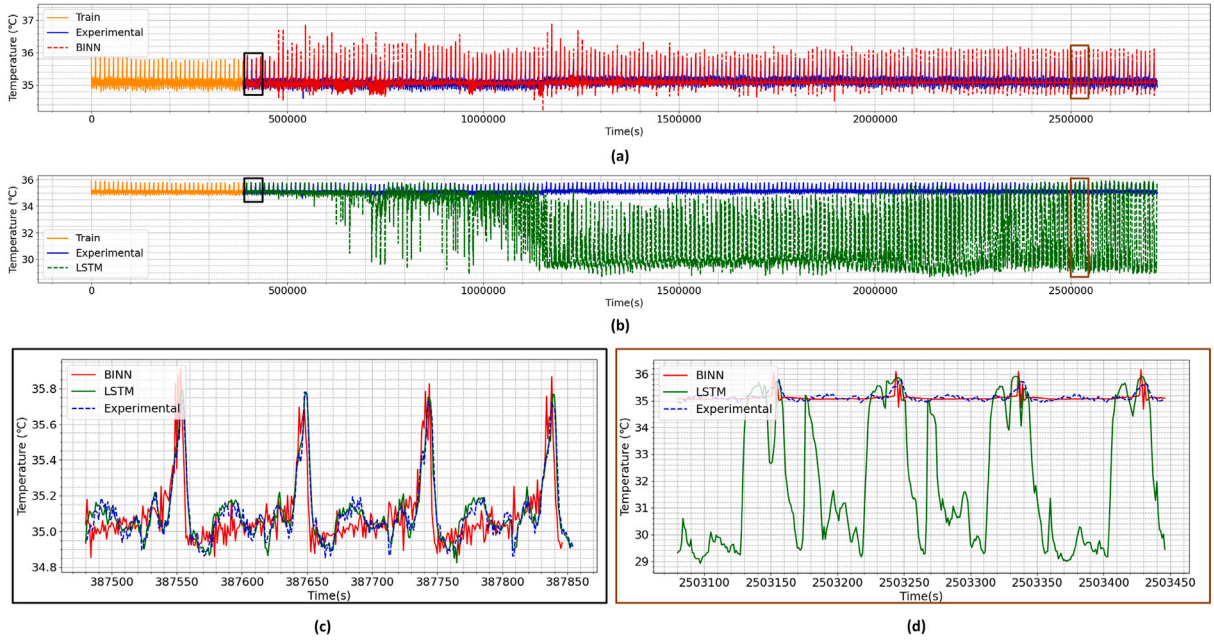 37
36
35
Temperature (℃)
Train
Experimental
BINN
0 500000 1000000 1500000 2000000 2500000
Time(s)
(a)
36
34
32
30
Temperature (℃)
Train
Experimental
LSTM
0 500000 1000000 1500000 2000000 2500000
Time(s)
(b)
35.8
35.6
35.4
35.2
35.0
34.8
Temperature (℃)
BINN
LSTM
Experimental
387500 387550 387600 387650 387700 387750 387800 387850
Time(s)
(c)
36
35
34
33
32
31
30
29
Temperature (℃)
BINN
LSTM
Experimental
2503100 2503150 2503200 2503250 2503300 2503350 2503400 2503450
Time(s)
(d)